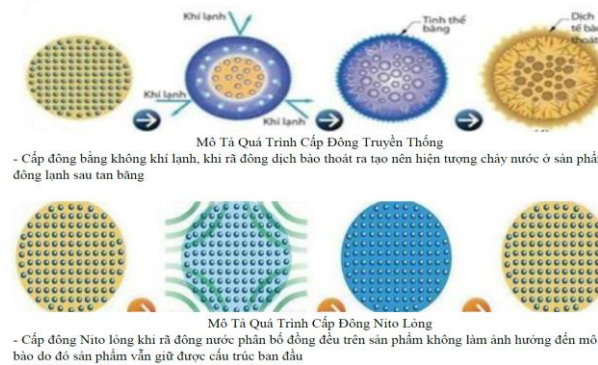 Khí lạnh
Tinh thể
băng
Dịch
tế bào
thoát
Khí lạnh
Khí lạnh
Mô Tả Quá Trình Cấp Đông Truyền Thống
- Cấp đông bằng không khí lạnh, khi rã đông dịch bào thoát ra tạo nên hiện tượng chảy nước ở sản phẩ
đông lạnh sau tan băng
Mô Tả Quá Trình Cấp Đông Nito Lỏng
- Cấp đông Nito lỏng khi rã đông nước phân bố đồng đều trên sản phẩm không làm ảnh hưởng đến mô
bào do đó sản phẩm vẫn giữ được cấu trúc ban đầu